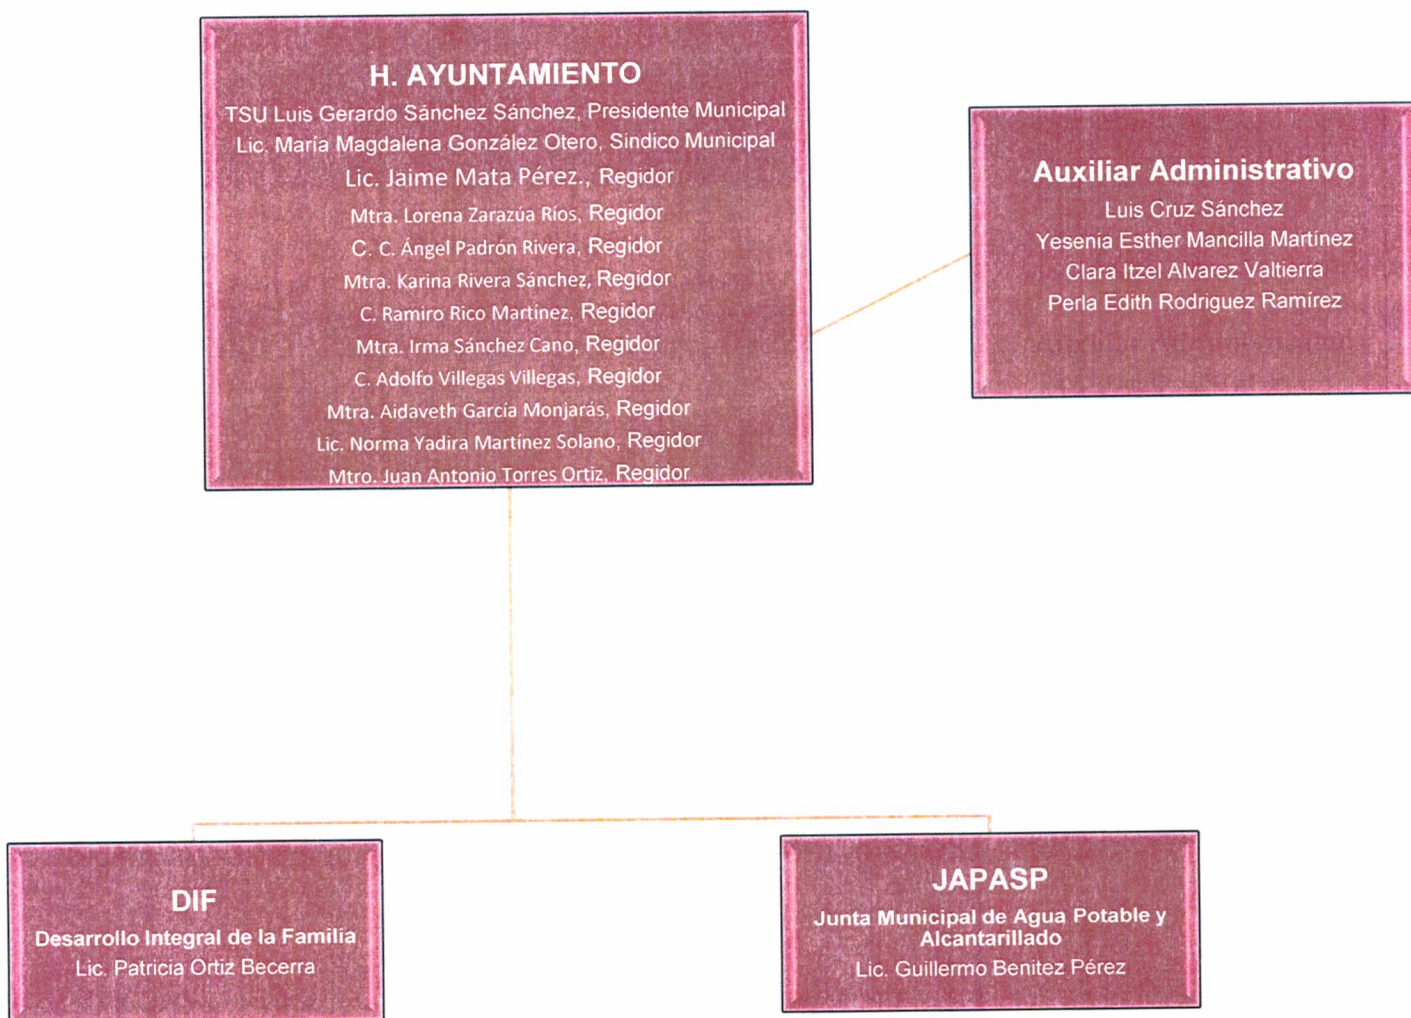 H. AYUNTAMIENTO
TSU Luis Gerardo Sánchez Sánchez, Presidente Municipal
Lic. María Magdalena González Otero, Sindico Municipal
Lic. Jaime Mata Pérez., Regidor
Mtra. Lorena Zarazúa Ríos, Regidor
C. C. Ángel Padrón Rivera, Regidor
Mtra. Karina Rivera Sánchez, Regidor
C. Ramiro Rico Martínez, Regidor
Mtra. Irma Sánchez Cano, Regidor
C. Adolfo Villegas Villegas, Regidor
Mtra. Aidaveth García Monjarás, Regidor
Lic. Norma Yadira Martínez Solano, Regidor
Mtro. Juan Antonio Torres Ortiz, Regidor
Auxiliar Administrativo
Luis Cruz Sánchez
Yesenia Esther Mancilla Martínez
Clara Itzel Alvarez Valtierra
Perla Edith Rodriguez Ramírez
DIF
Desarrollo Integral de la Familia
Lic. Patricia Ortiz Becerra
JAPASP
Junta Municipal de Agua Potable y
Alcantarillado
Lic. Guillermo Benitez Pérez